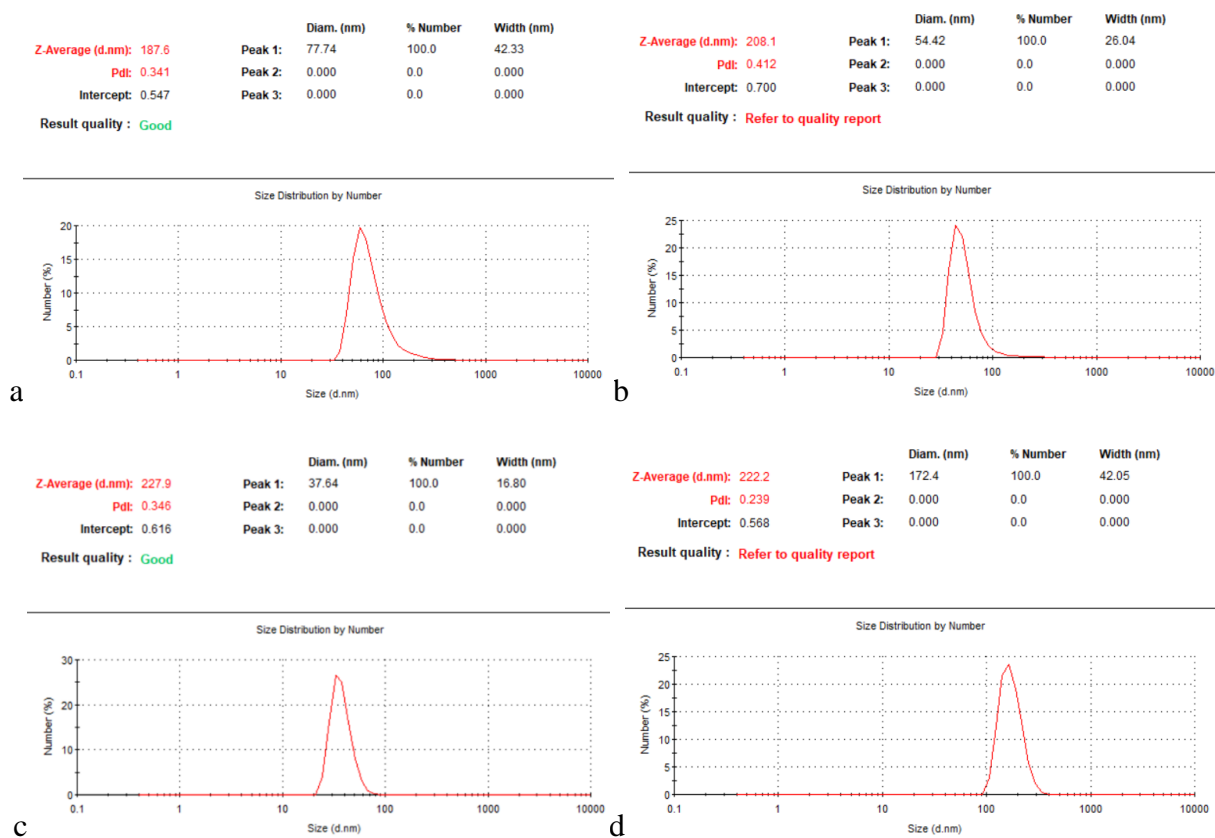 Diam. (nm) % Number Width (nm)
Z-Average (d.nm): 187.6 Peak 1: 77.74 100.0 42.33
PdI: 0.341 Peak 2: 0.000 0.0 0.000
Intercept: 0.547 Peak 3: 0.000 0.0 0.000
Result quality : Good
Size Distribution by Number
Number (%)
20
15
10
5
0
0.1 1 10 100 1000 10000
Size (d.nm)
a
Diam. (nm) % Number Width (nm)
Z-Average (d.nm): 208.1 Peak 1: 54.42 100.0 26.04
PdI: 0.412 Peak 2: 0.000 0.0 0.000
Intercept: 0.700 Peak 3: 0.000 0.0 0.000
Result quality : Refer to quality report
Size Distribution by Number
Number (%)
25
20
15
10
5
0
0.1 1 10 100 1000 10000
Size (d.nm)
b
Diam. (nm) % Number Width (nm)
Z-Average (d.nm): 227.9 Peak 1: 37.64 100.0 16.80
PdI: 0.346 Peak 2: 0.000 0.0 0.000
Intercept: 0.616 Peak 3: 0.000 0.0 0.000
Result quality : Good
Size Distribution by Number
Number (%)
30
20
10
0
0.1 1 10 100 1000 10000
Size (d.nm)
c
Diam. (nm) % Number Width (nm)
Z-Average (d.nm): 222.2 Peak 1: 172.4 100.0 42.05
PdI: 0.239 Peak 2: 0.000 0.0 0.000
Intercept: 0.568 Peak 3: 0.000 0.0 0.000
Result quality : Refer to quality report
Size Distribution by Number
Number (%)
25
20
15
10
5
0
0.1 1 10 100 1000 10000
Size (d.nm)
d